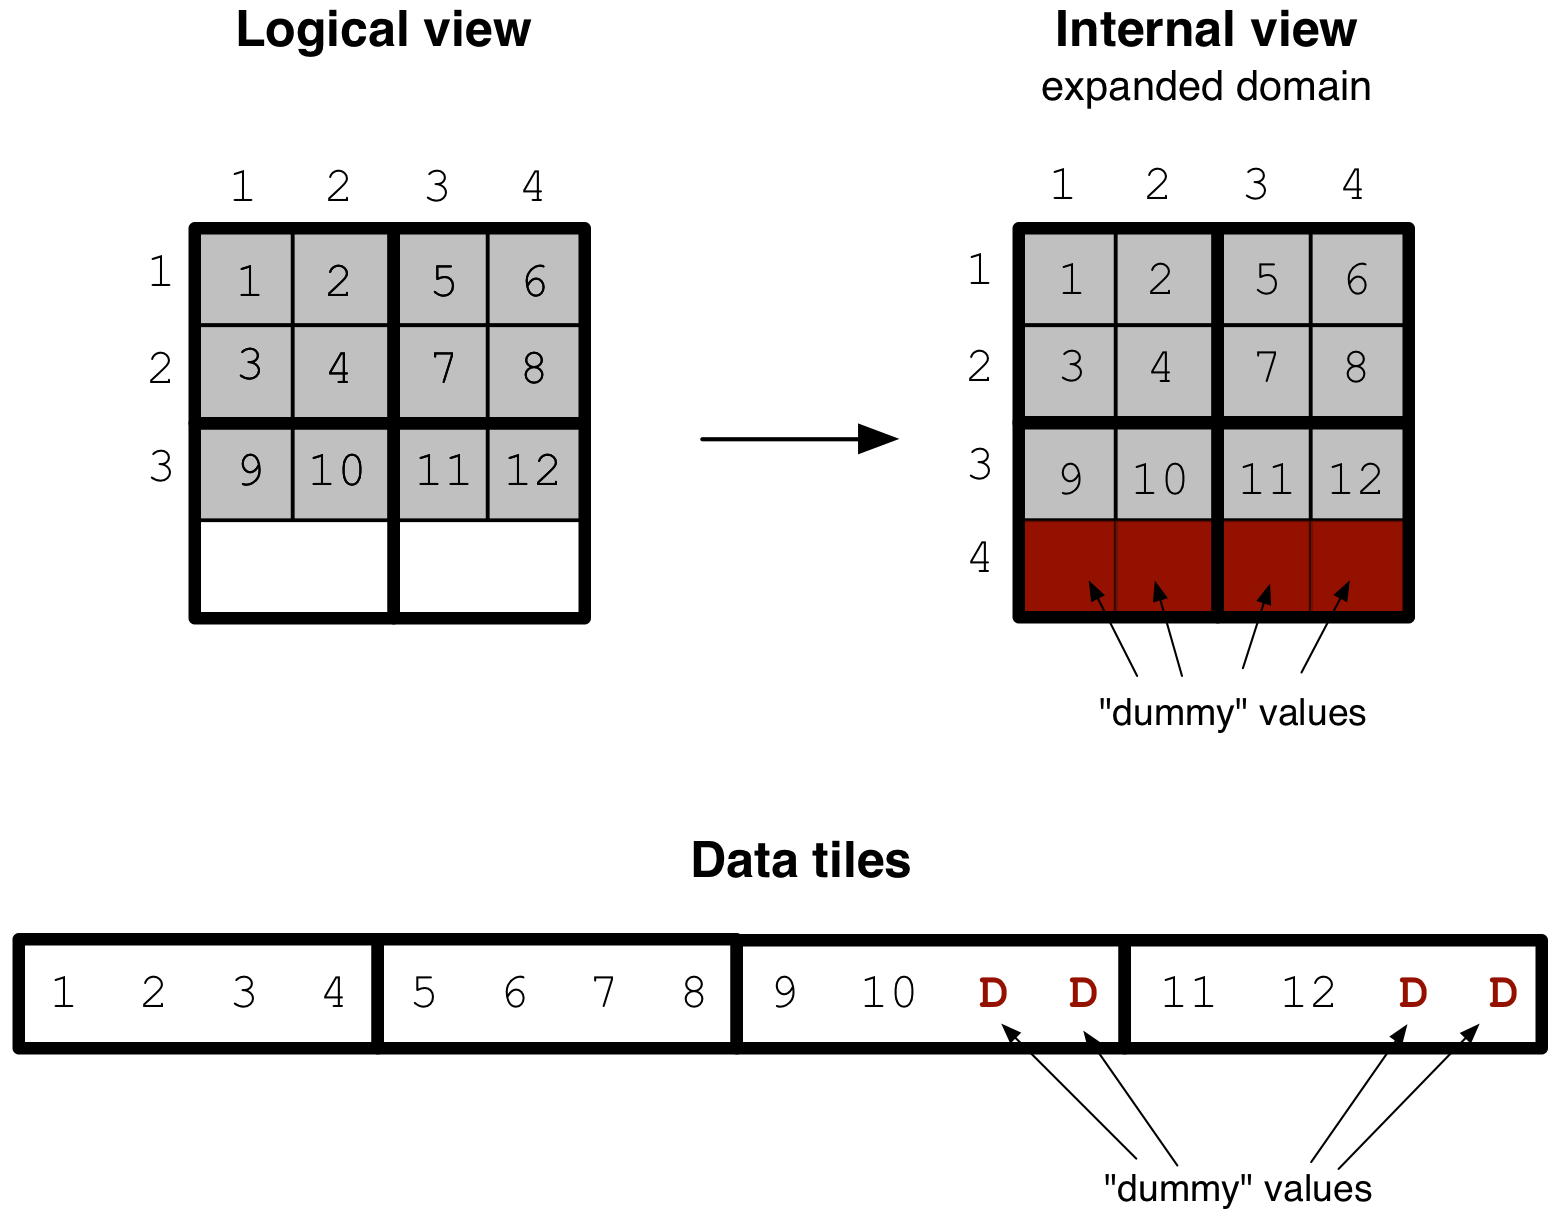 Logical view
1 2 3 4
1 1 2 5 6
2 3 4 7 8
3 9 10 11 12
Internal view
expanded domain
1 2 3 4
1 1 2 5 6
2 3 4 7 8
3 9 10 11 12
4
"dummy" values
Data tiles
1 2 3 4 5 6 7 8 9 10 D D 11 12 D D
"dummy" values